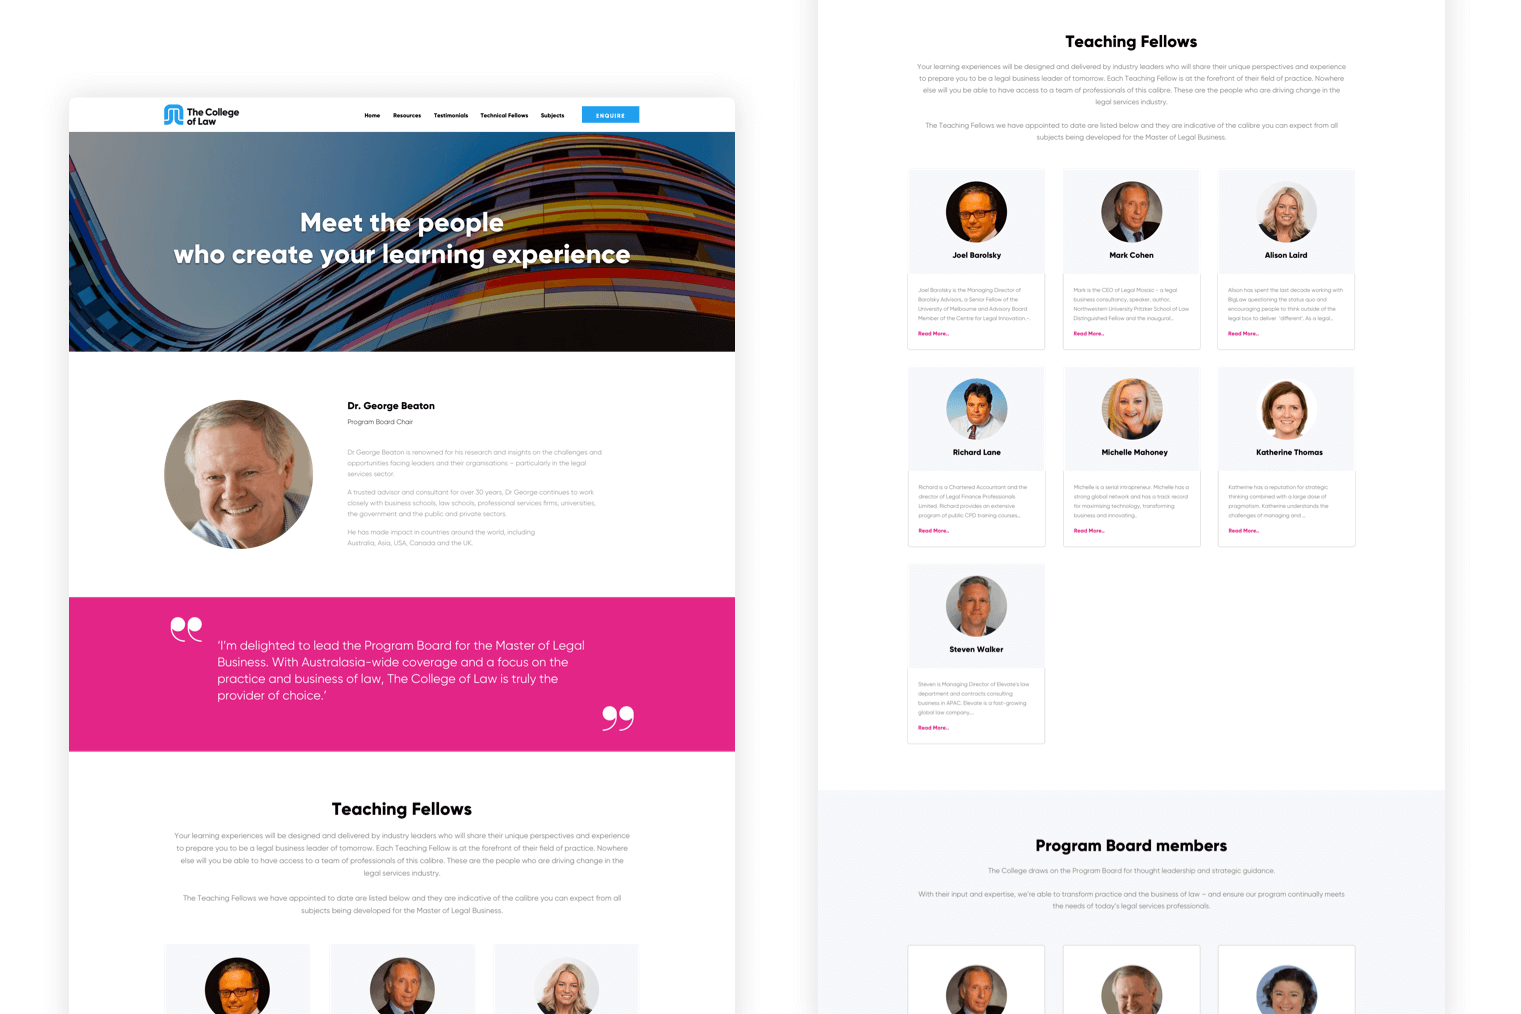 The College
of Law
Home
Resources
Testimonials
Technical Fellows
Subjects
ENQUIRE
Meet the people
who create your learning experience
Dr. George Beaton
Program Board Chair
Dr George Beaton is renowned for his research and insights on the challenges and
opportunities facing leaders and their organisations – particularly in the legal
services sector.
A trusted advisor and consultant for over 30 years, Dr George continues to work
closely with business schools, law schools, professional services firms, universities,
the government and the public and private sectors.
He has made impact in countries around the world, including
Australia, Asia, USA, Canada and the UK.
‘I’m delighted to lead the Program Board for the Master of Legal
Business. With Australasia-wide coverage and a focus on the
practice and business of law, The College of Law is truly the
provider of choice.’
Teaching Fellows
Your learning experiences will be designed and delivered by industry leaders who will share their unique perspectives and experience
to prepare you to be a legal business leader of tomorrow. Each Teaching Fellow is at the forefront of their field of practice. Nowhere
else will you be able to have access to a team of professionals of this calibre. These are the people who are driving change in the
legal services industry.
The Teaching Fellows we have appointed to date are listed below and they are indicative of the calibre you can expect from all
subjects being developed for the Master of Legal Business.
Teaching Fellows
Your learning experiences will be designed and delivered by industry leaders who will share their unique perspectives and experience
to prepare you to be a legal business leader of tomorrow. Each Teaching Fellow is at the forefront of their field of practice. Nowhere
else will you be able to have access to a team of professionals of this calibre. These are the people who are driving change in the
legal services industry.
The Teaching Fellows we have appointed to date are listed below and they are indicative of the calibre you can expect from all
subjects being developed for the Master of Legal Business.
Joel Barolsky
Joel Barolsky is the Managing Director of
Barolsky Advisors, a Senior Fellow of the
University of Melbourne and Advisory Board
Member of the Centre for Legal Innovation -..
Read More..
Mark Cohen
Mark is the CEO of Legal Mosaic - a legal
business consultancy, speaker, author,
Northwestern University Pritzker School of Law
Distinguished Fellow and the inaugural...
Read More..
Alison Laird
Alison has spent the last decade working with
BigLaw questioning the status quo and
encouraging people to think outside of the
legal box to deliver ‘different’. As a legal...
Read More..
Richard Lane
Richard is a Chartered Accountant and the
director of Legal Finance Professionals
Limited. Richard provides an extensive
program of public CPD training courses...
Read More..
Michelle Mahoney
Michelle is a serial intrapreneur. Michelle has a
strong global network and has a track record
for maximising technology, transforming
business and innovating..
Read More..
Katherine Thomas
Katherine has a reputation for strategic
thinking combined with a large dose of
pragmatism. Katherine understands the
challenges of managing and ...
Read More..
Steven Walker
Steven is Managing Director of Elevate's law
department and contracts consulting
business in APAC. Elevate is a fast-growing
global law company....
Read More..
Program Board members
The College draws on the Program Board for thought leadership and strategic guidance.
With their input and expertise, we’re able to transform practice and the business of law – and ensure our program continually meets
the needs of today’s legal services professionals.